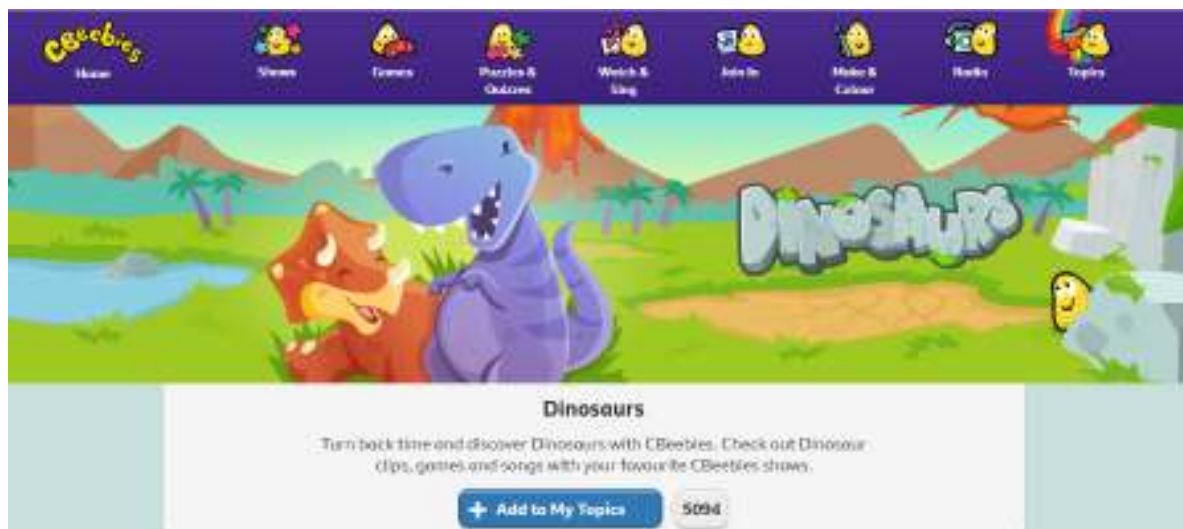 CBeebies
Home
Shows
Games
Puzzles &
Quizzes
Watch &
Sing
Join In
Make &
Colour
Radio
Topics
DINOSAURS
Dinosaurs
Turn back time and discover Dinosaurs with CBeebies. Check out Dinosaur
clips, games and songs with your favourite CBeebies shows.
+ Add to My Topics
5094